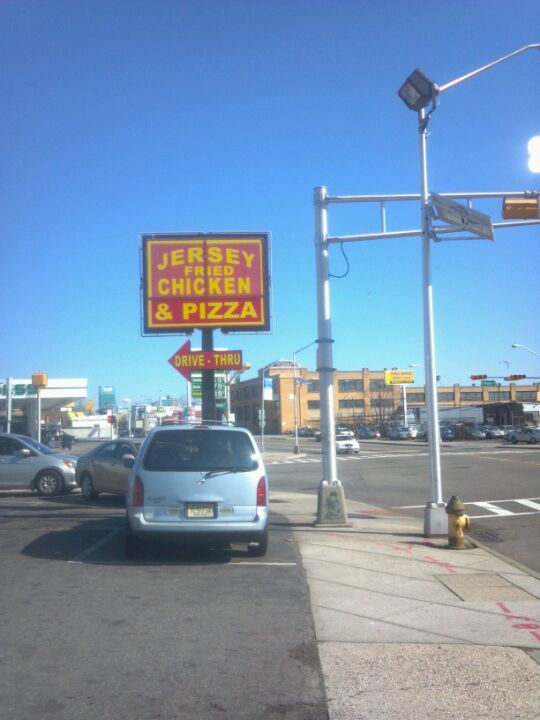 JERSEY
FRIED
CHICKEN
& PIZZA
DRIVE-THRU